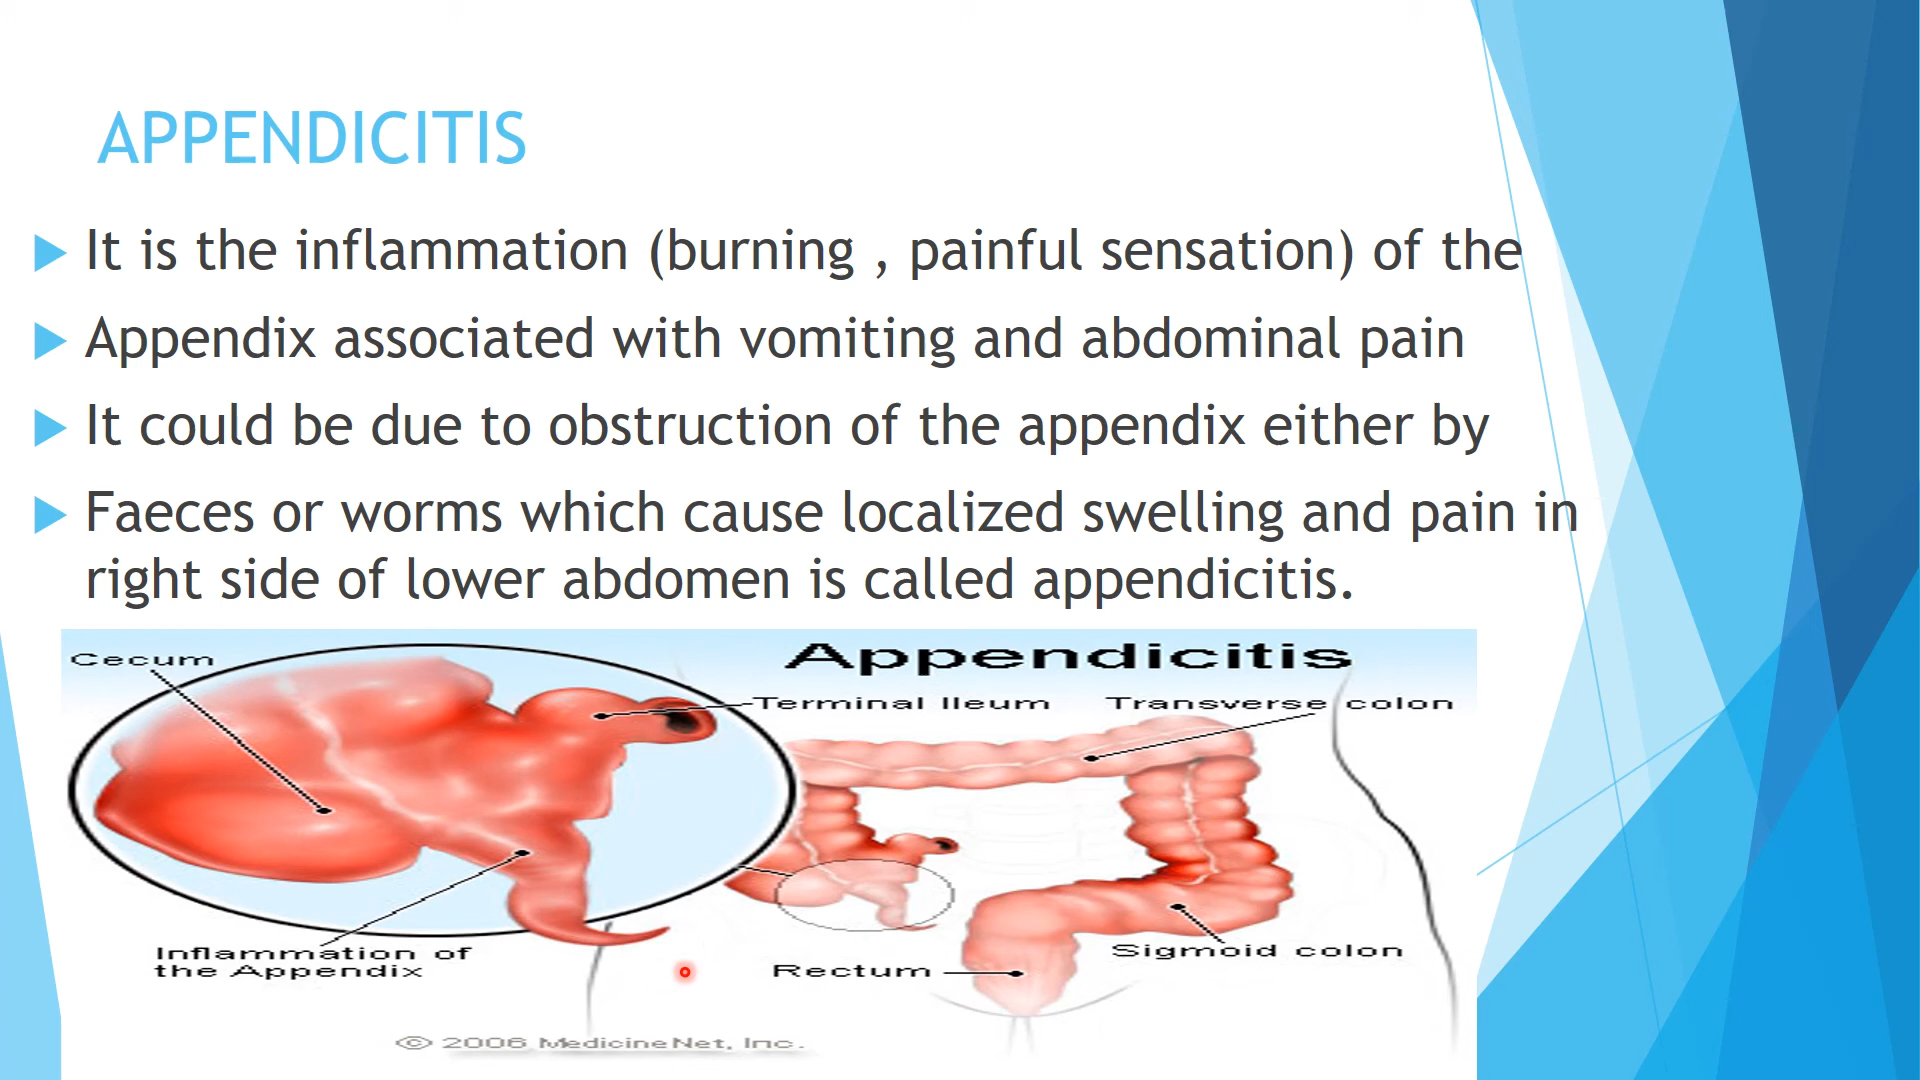 APPENDICITIS
It is the inflammation (burning , painful sensation) of the
Appendix associated with vomiting and abdominal pain
It could be due to obstruction of the appendix either by
Faeces or worms which cause localized swelling and pain in
right side of lower abdomen is called appendicitis.
Appendicitis
Cecum
Terminal Ileum
Transverse colon
Inflammation of
the Appendix
Sigmoid colon
Rectum
© 2006 MedicineNet, Inc.